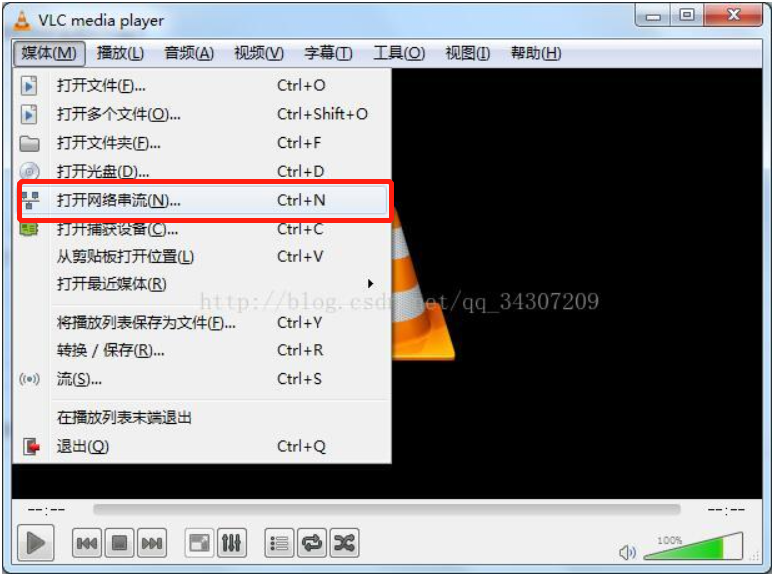 VLC media player
媒体(M) 播放(L) 音频(A) 视频(V) 字幕(T) 工具(O) 视图(I) 帮助(H)
打开文件(F)... Ctrl+O
打开多个文件(O)... Ctrl+Shift+O
打开文件夹(F)... Ctrl+F
打开光盘(D)... Ctrl+D
打开网络串流(N)... Ctrl+N
打开捕获设备(C)... Ctrl+C
从剪贴板打开位置(L) Ctrl+V
打开最近媒体(R)
http://blog.csdn.net/qq_34307209
将播放列表保存为文件(F)... Ctrl+Y
转换 / 保存(R)... Ctrl+R
流(S)... Ctrl+S
在播放列表末端退出
退出(Q) Ctrl+Q
--:-- --:--
100%